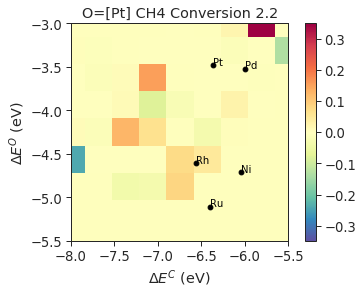 O=[Pt] CH4 Conversion 2.2
−3.0
−3.5
−4.0
−4.5
−5.0
−5.5
ΔE^O (eV)
Pt
Pd
Rh
Ni
Ru
−8.0 −7.5 −7.0 −6.5 −6.0 −5.5
ΔE^C (eV)
0.3
0.2
0.1
0.0
−0.1
−0.2
−0.3